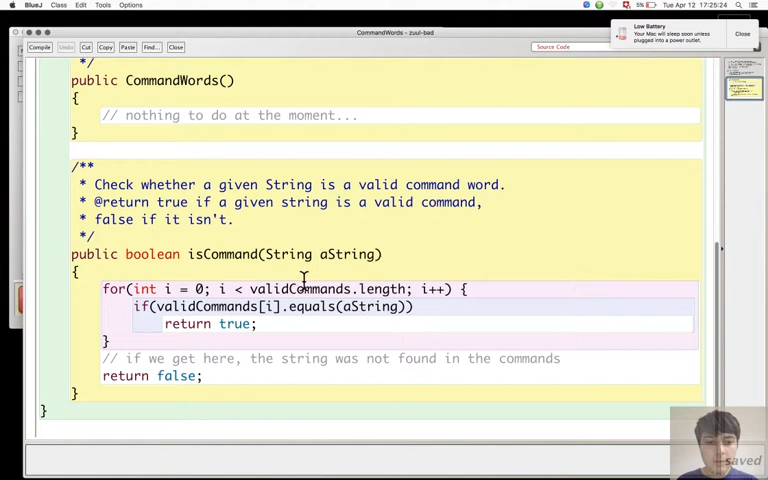 BlueJ Class Edit Tools Options
5% Tue Apr 12 17:25:24
CommandWords - zuul-bad
Low Battery
Your Mac will sleep soon unless
plugged into a power outlet.
Close
Compile Undo Cut Copy Paste Find... Close
Source Code
*/
public CommandWords()
{
// nothing to do at the moment...
}
/**
* Check whether a given String is a valid command word.
* @return true if a given string is a valid command,
* false if it isn't.
*/
public boolean isCommand(String aString)
{
for(int i = 0; i < validCommands.length; i++) {
if(validCommands[i].equals(aString))
return true;
}
// if we get here, the string was not found in the commands
return false;
}
}
saved